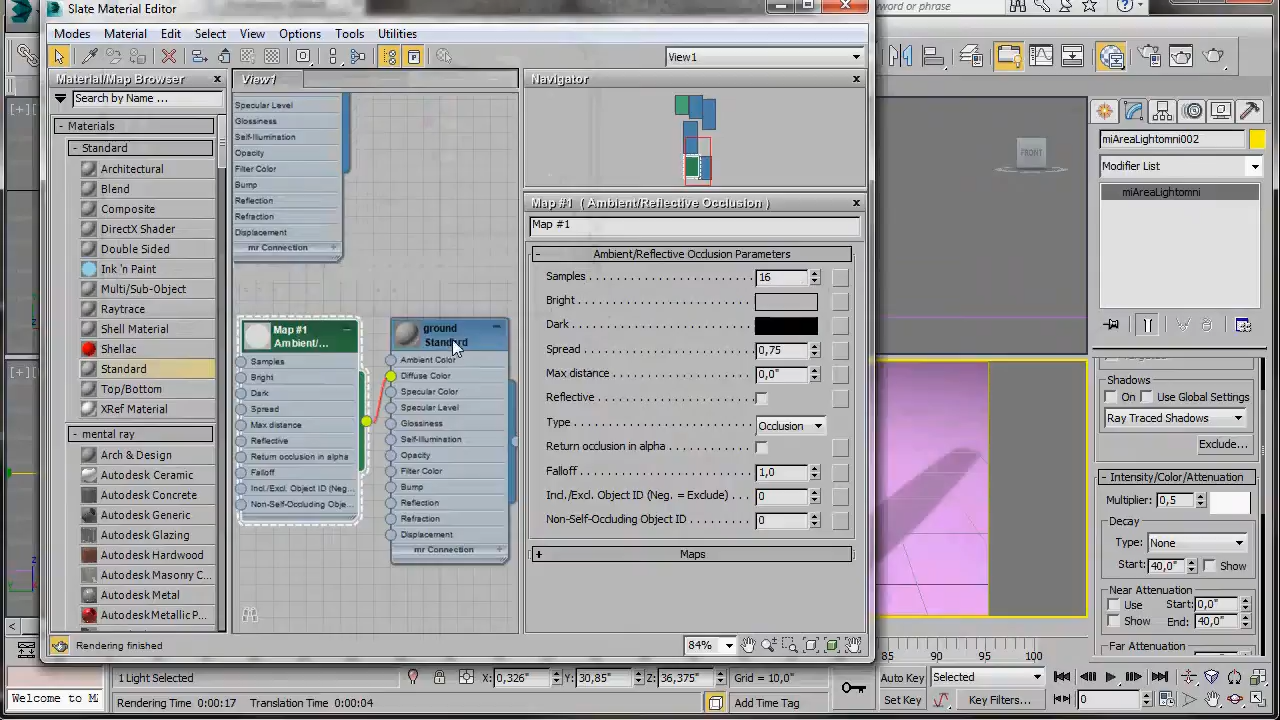 Slate Material Editor
or phrase
Modes Material Edit Select View Options Tools Utilities
View1
Material/Map Browser
View1
Navigator
Search by Name ...
- Materials
- Standard
Architectural
Blend
Composite
DirectX Shader
Double Sided
Ink 'n Paint
Multi/Sub-Object
Raytrace
Shell Material
Shellac
Standard
Top/Bottom
XRef Material
- mental ray
Arch & Design
Autodesk Ceramic
Autodesk Concrete
Autodesk Generic
Autodesk Glazing
Autodesk Hardwood
Autodesk Masonry C...
Autodesk Metal
Autodesk Metallic P...
Specular Level
Glossiness
Self-Illumination
Opacity
Filter Color
Bump
Reflection
Refraction
Displacement
mr Connection +
Map #1
Ambient/...
Samples
Bright
Dark
Spread
Max distance
Reflective
Return occlusion in alpha
Falloff
Incl./Excl. Object ID (Neg...
Non-Self-Occluding Obje...
ground
Standard
Ambient Color
Diffuse Color
Specular Color
Specular Level
Glossiness
Self-Illumination
Opacity
Filter Color
Bump
Reflection
Refraction
Displacement
mr Connection +
Map #1 ( Ambient/Reflective Occlusion )
Map #1
- Ambient/Reflective Occlusion Parameters
Samples 16
Bright
Dark
Spread 0,75
Max distance 0,0"
Reflective
Type Occlusion
Return occlusion in alpha
Falloff 1,0
Incl./Excl. Object ID (Neg. = Exclude) 0
Non-Self-Occluding Object ID 0
+ Maps
Rendering finished
84%
FRONT
miAreaLightomni002
Modifier List
miAreaLightomni
Shadows
On Use Global Settings
Ray Traced Shadows
Exclude...
- Intensity/Color/Attenuation
Multiplier: 0,5
Decay
Type: None
Start: 40,0" Show
Near Attenuation
Use Start: 0,0"
Show End: 40,0"
Far Attenuation
85 90 95 100
1 Light Selected
X: 0,326" Y: 30,85" Z: 36,375" Grid = 10,0"
Auto Key Selected
Welcome to M
Rendering Time 0:00:17 Translation Time 0:00:04
Add Time Tag
Set Key Key Filters... 0